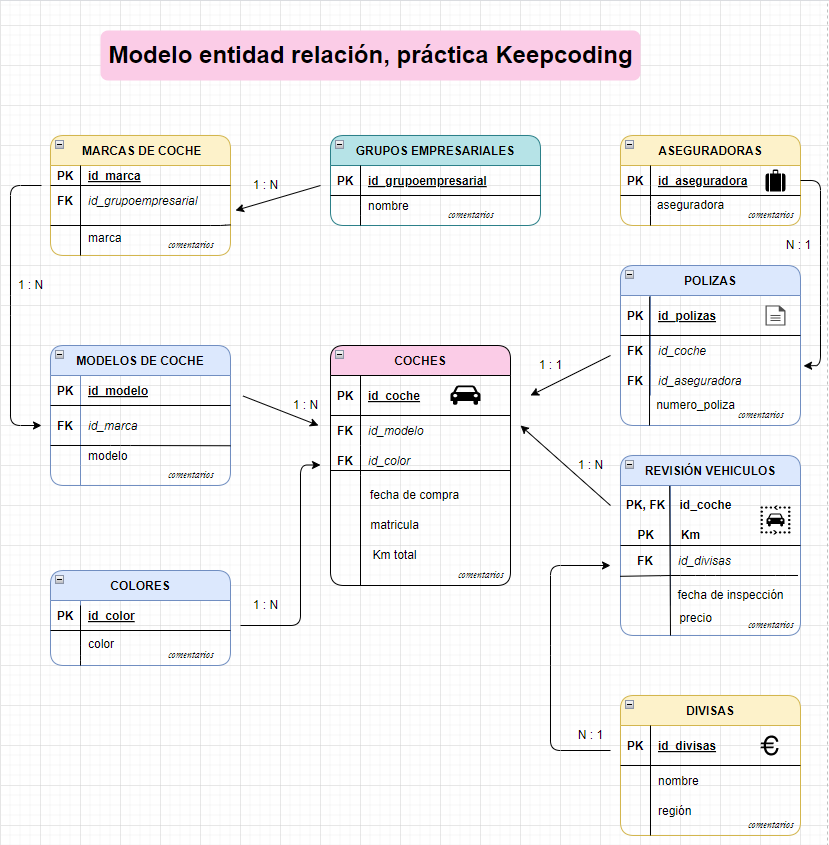 Modelo entidad relación, práctica Keepcoding
MARCAS DE COCHE
PK id_marca
FK id_grupoempresarial
marca
comentarios
1 : N
GRUPOS EMPRESARIALES
PK id_grupoempresarial
nombre
comentarios
ASEGURADORAS
PK id_aseguradora
aseguradora
comentarios
N : 1
1 : N
POLIZAS
PK id_polizas
FK id_coche
FK id_aseguradora
numero_poliza
comentarios
MODELOS DE COCHE
PK id_modelo
FK id_marca
modelo
comentarios
1 : N
COCHES
PK id_coche
FK id_modelo
FK id_color
fecha de compra
matricula
Km total
comentarios
1 : 1
1 : N
REVISIÓN VEHICULOS
PK, FK id_coche
PK Km
FK id_divisas
fecha de inspección
precio
comentarios
COLORES
PK id_color
color
comentarios
1 : N
N : 1
DIVISAS
PK id_divisas
€
nombre
región
comentarios